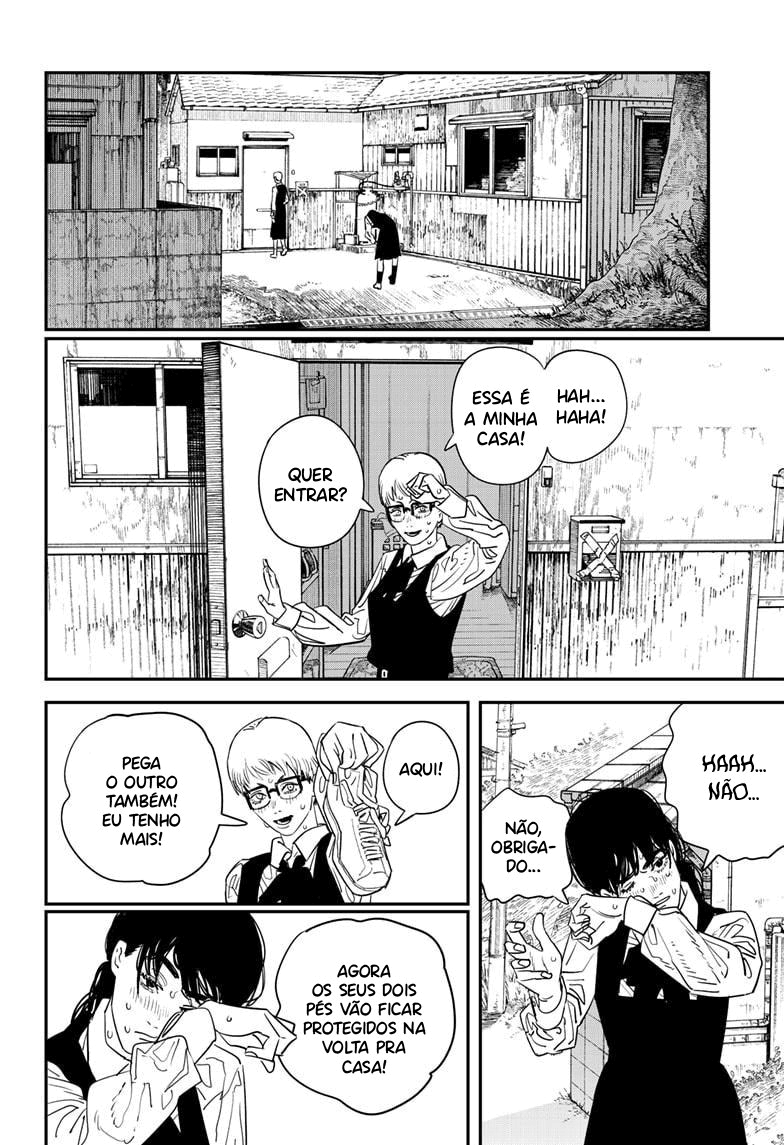 HAH...
HAHA!
ESSA É
A MINHA
CASA!
QUER
ENTRAR?
HAAH...
NÃO...
NÃO,
OBRIGA-
DO...
AQUI!
PEGA
O OUTRO
TAMBÉM!
EU TENHO
MAIS!
AGORA
OS SEUS DOIS
PÉS VÃO FICAR
PROTEGIDOS NA
VOLTA PRA
CASA!